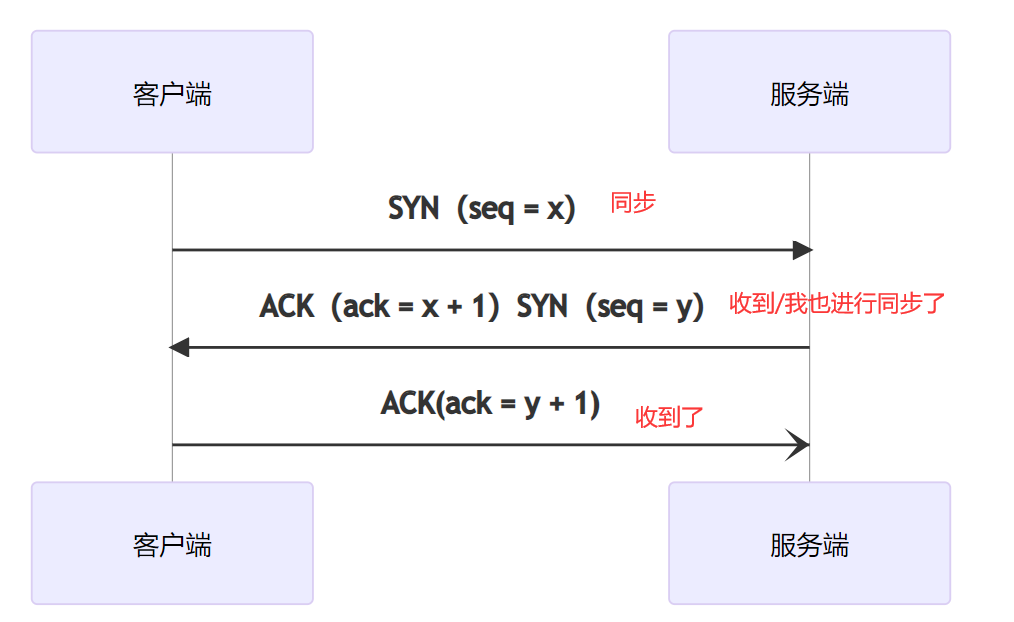 客户端 服务端
SYN（seq = x） 同步
ACK（ack = x + 1）SYN（seq = y） 收到/我也进行同步了
ACK(ack = y + 1) 收到了
客户端 服务端